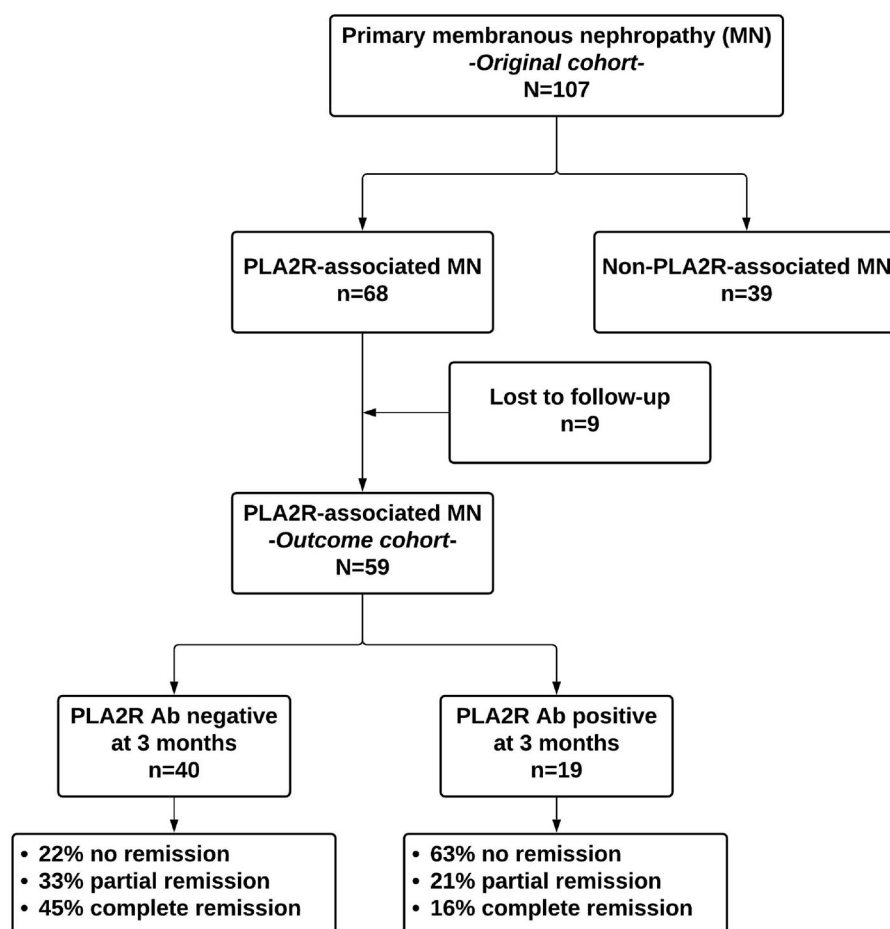 Primary membranous nephropathy (MN)
-Original cohort-
N=107
PLA2R-associated MN
n=68
Non-PLA2R-associated MN
n=39
Lost to follow-up
n=9
PLA2R-associated MN
-Outcome cohort-
N=59
PLA2R Ab negative
at 3 months
n=40
PLA2R Ab positive
at 3 months
n=19
• 22% no remission
• 33% partial remission
• 45% complete remission
• 63% no remission
• 21% partial remission
• 16% complete remission